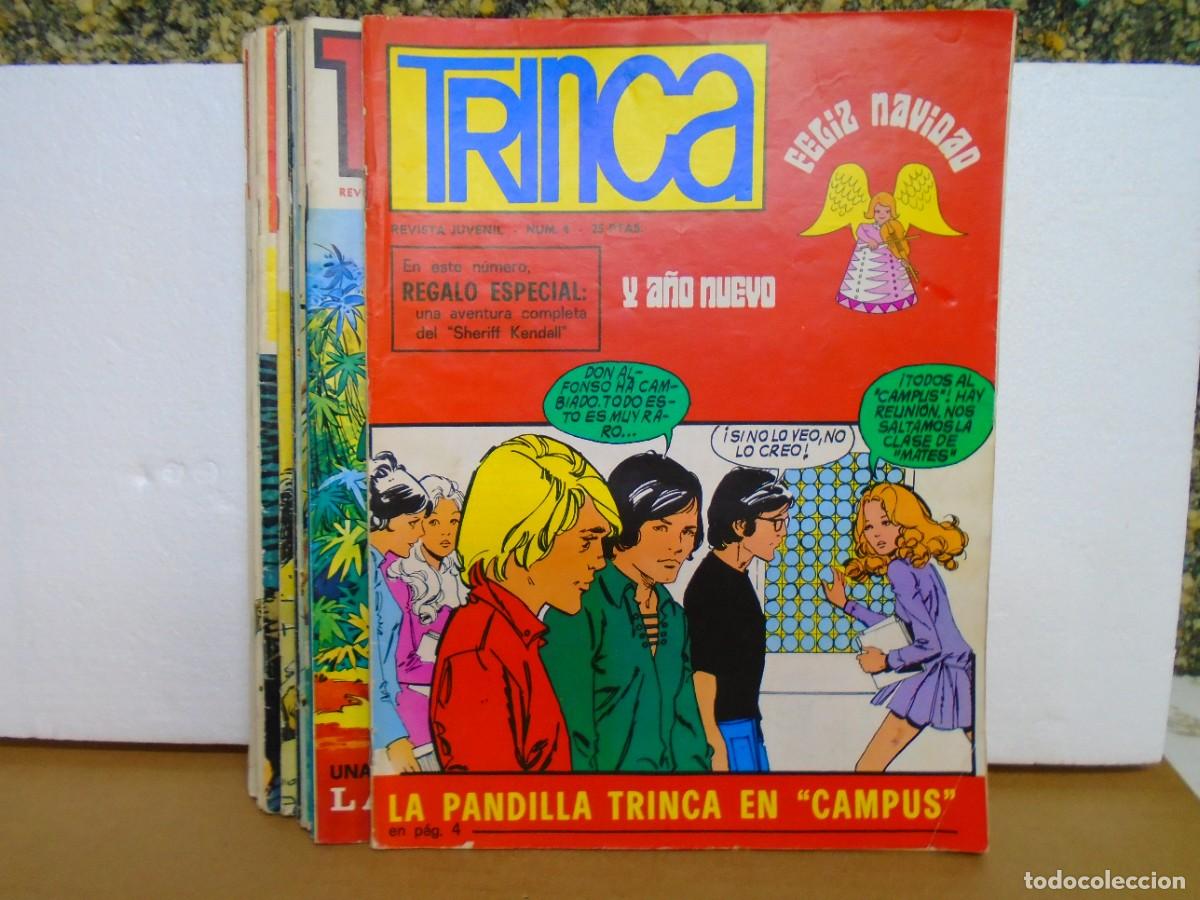 TRINCA
REVISTA JUVENIL - NUM. 4 - 25 PTAS.
FELIZ NAVIDAD
En este número,
REGALO ESPECIAL:
una aventura completa
del "Sheriff Kendall"
Y AÑO NUEVO
DON AL-
FONSO HA CAM-
BIADO. TODO ES-
TO ES MUY RA-
RO...
¡SI NO LO VEO, NO
LO CREO!
¡TODOS AL
"CAMPUS"! HAY
REUNIÓN, NOS
SALTAMOS LA
CLASE DE
"MATES"
LA PANDILLA TRINCA EN "CAMPUS"
en pág. 4
T
REV
UNA
LA
todocoleccion